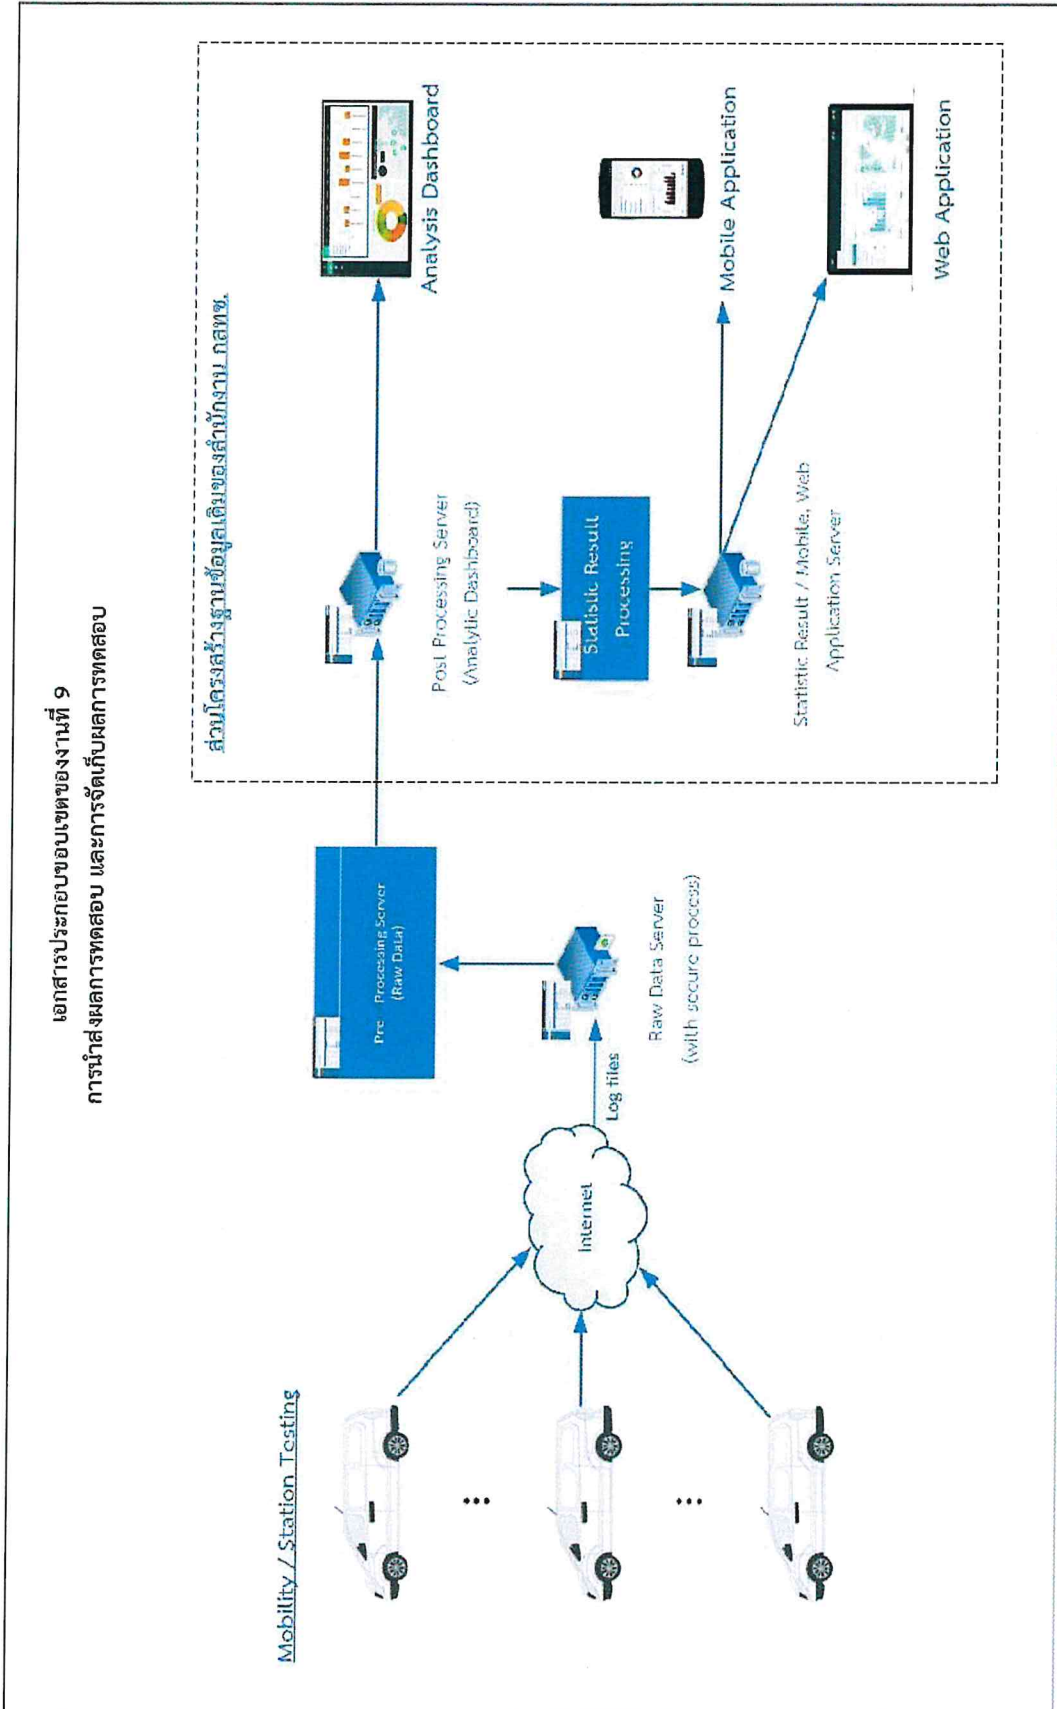 เอกสารประกอบขอบเขตของงานที่ 9
การนำส่งผลการทดสอบ และการจัดเก็บผลการทดสอบ
Mobility / Station Testing
Internet
Log files
Raw Data Server
(with secure process)
Pre - Processing Server
(Raw Data)
ส่วนโครงสร้างฐานข้อมูลเดิมของสำนักงาน กสทช.
Post Processing Server
(Analytic Dashboard)
Analysis Dashboard
Statistic Result
Processing
Statistic Result / Mobile, Web
Application Server
Mobile Application
Web Application